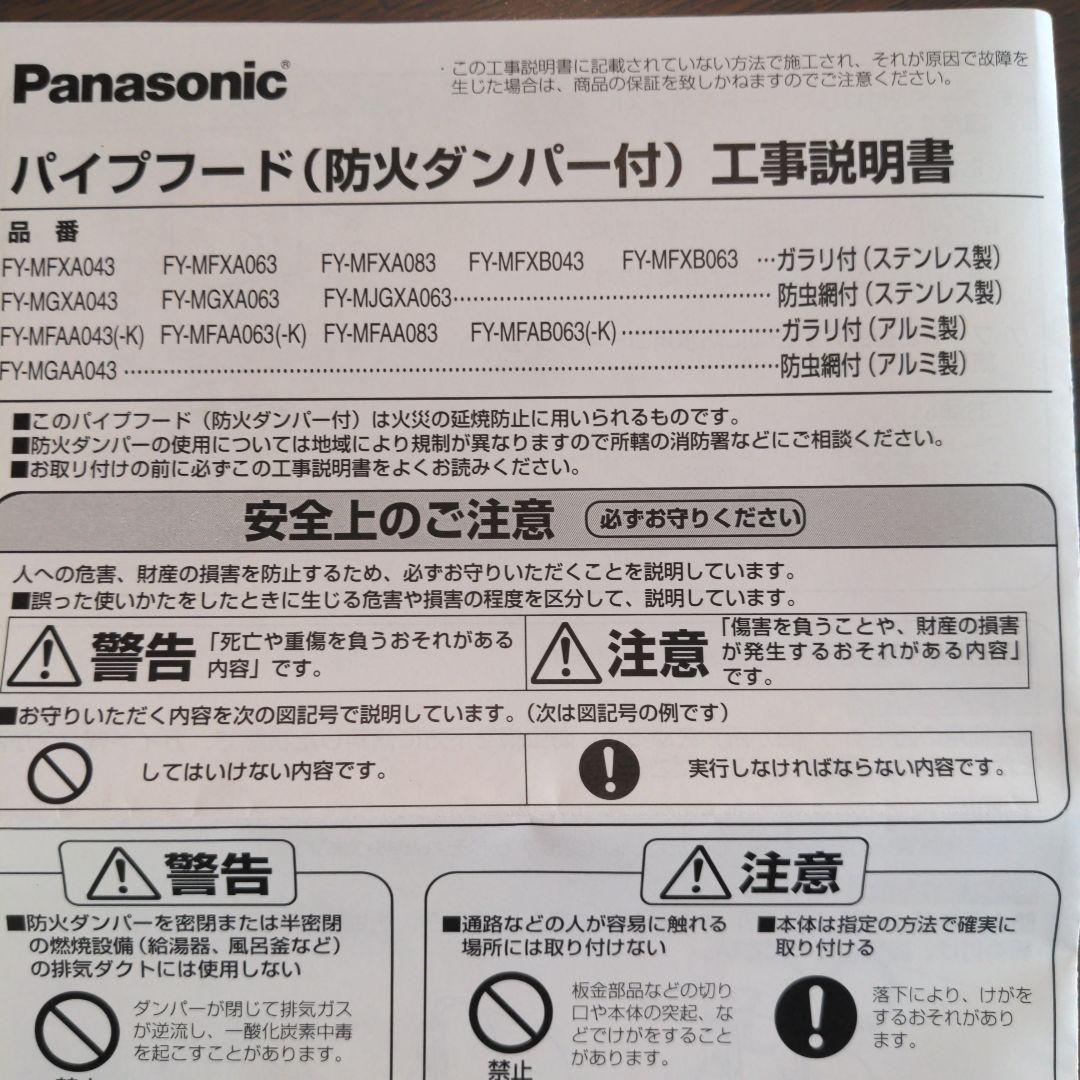 Panasonic®
・この工事説明書に記載されていない方法で施工され、それが原因で故障を
生じた場合は、商品の保証を致しかねますのでご注意ください。
パイプフード(防火ダンパー付) 工事説明書
品 番
FY-MFXA043 FY-MFXA063 FY-MFXA083 FY-MFXB043 FY-MFXB063 …ガラリ付(ステンレス製)
FY-MGXA043 FY-MGXA063 FY-MJGXA063………………………………防虫網付(ステンレス製)
FY-MFAA043(-K) FY-MFAA063(-K) FY-MFAA083 FY-MFAB063(-K)………………ガラリ付(アルミ製)
FY-MGAA043………………………………………………………………防虫網付(アルミ製)
■このパイプフード(防火ダンパー付)は火災の延焼防止に用いられるものです。
■防火ダンパーの使用については地域により規制が異なりますので所轄の消防署などにご相談ください。
■お取り付けの前に必ずこの工事説明書をよくお読みください。
安全上のご注意 必ずお守りください
人への危害、財産の損害を防止するため、必ずお守りいただくことを説明しています。
■誤った使いかたをしたときに生じる危害や損害の程度を区分して、説明しています。
警告
「死亡や重傷を負うおそれがある
内容」です。
注意
「傷害を負うことや、財産の損害
が発生するおそれがある内容」
です。
■お守りいただく内容を次の図記号で説明しています。(次は図記号の例です)
してはいけない内容です。
実行しなければならない内容です。
警告
■防火ダンパーを密閉または半密閉
の燃焼設備(給湯器、風呂釜など)
の排気ダクトには使用しない
ダンパーが閉じて排気ガス
が逆流し、一酸化炭素中毒
を起こすことがあります。
注意
■通路などの人が容易に触れる
場所には取り付けない
板金部品などの切り
口や本体の突起、な
どでけがをすること
があります。
禁止
■本体は指定の方法で確実に
取り付ける
落下により、けがを
するおそれがあり
ます。